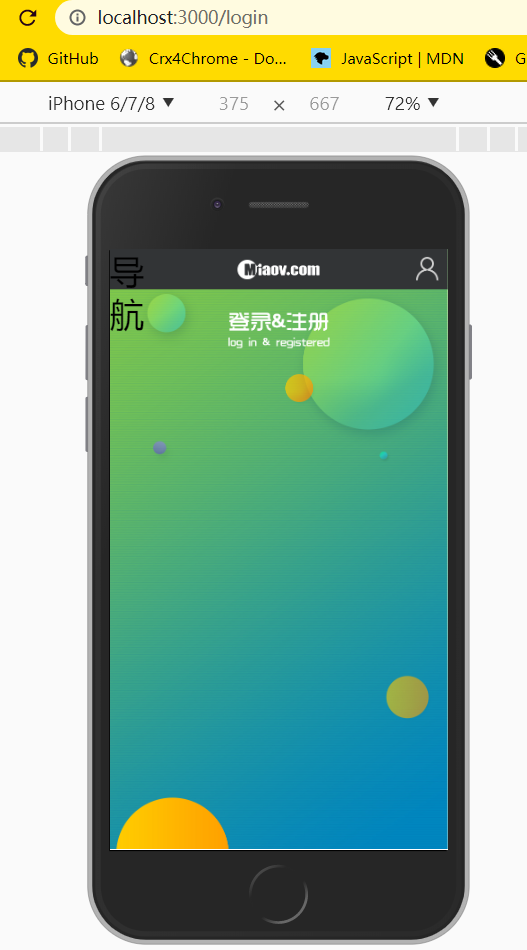 localhost:3000/login
GitHub Crx4Chrome - Do... JavaScript | MDN G
iPhone 6/7/8 375 × 667 72%
导
航
Miaov.com
登录&注册
log in & registered